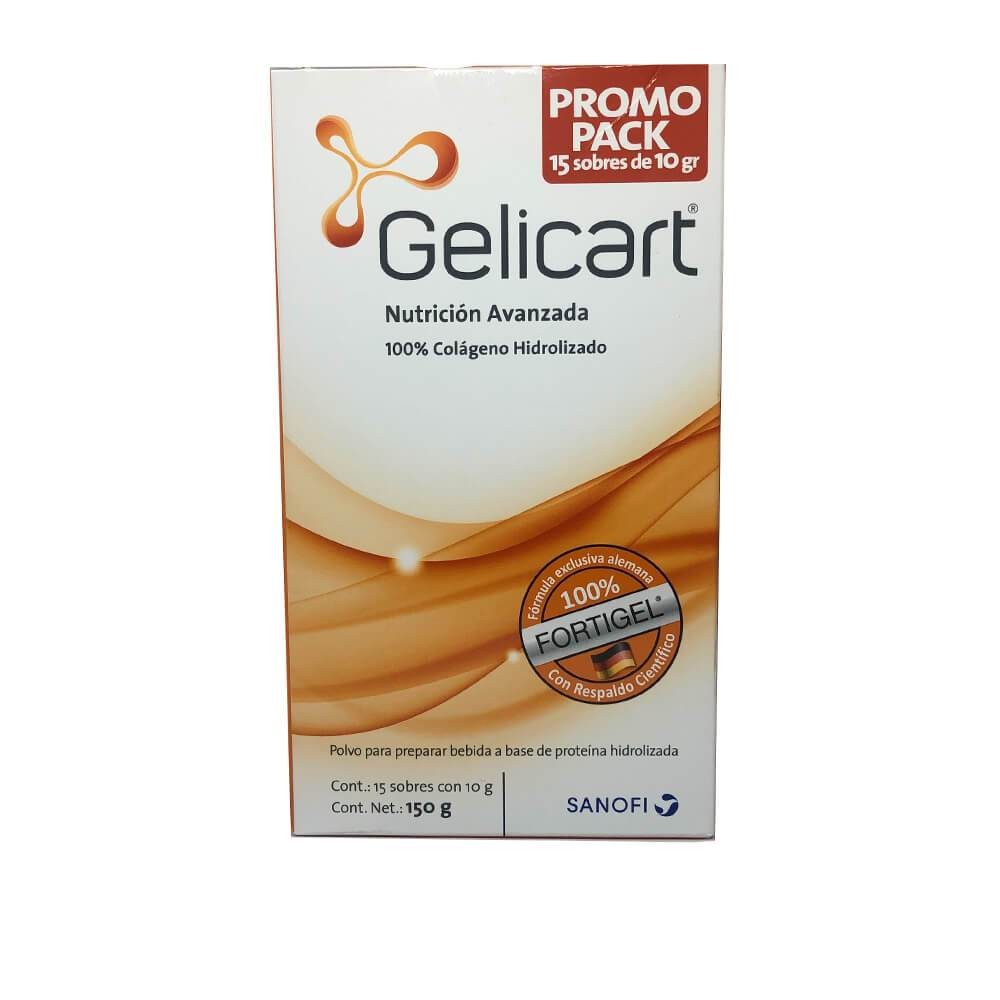 PROMO
PACK
15 sobres de 10 gr
Gelicart®
Nutrición Avanzada
100% Colágeno Hidrolizado
Fórmula exclusiva alemana
100%
FORTIGEL®
Con Respaldo Científico
Polvo para preparar bebida a base de proteína hidrolizada
Cont.: 15 sobres con 10 g
Cont. Net.: 150 g
SANOFI